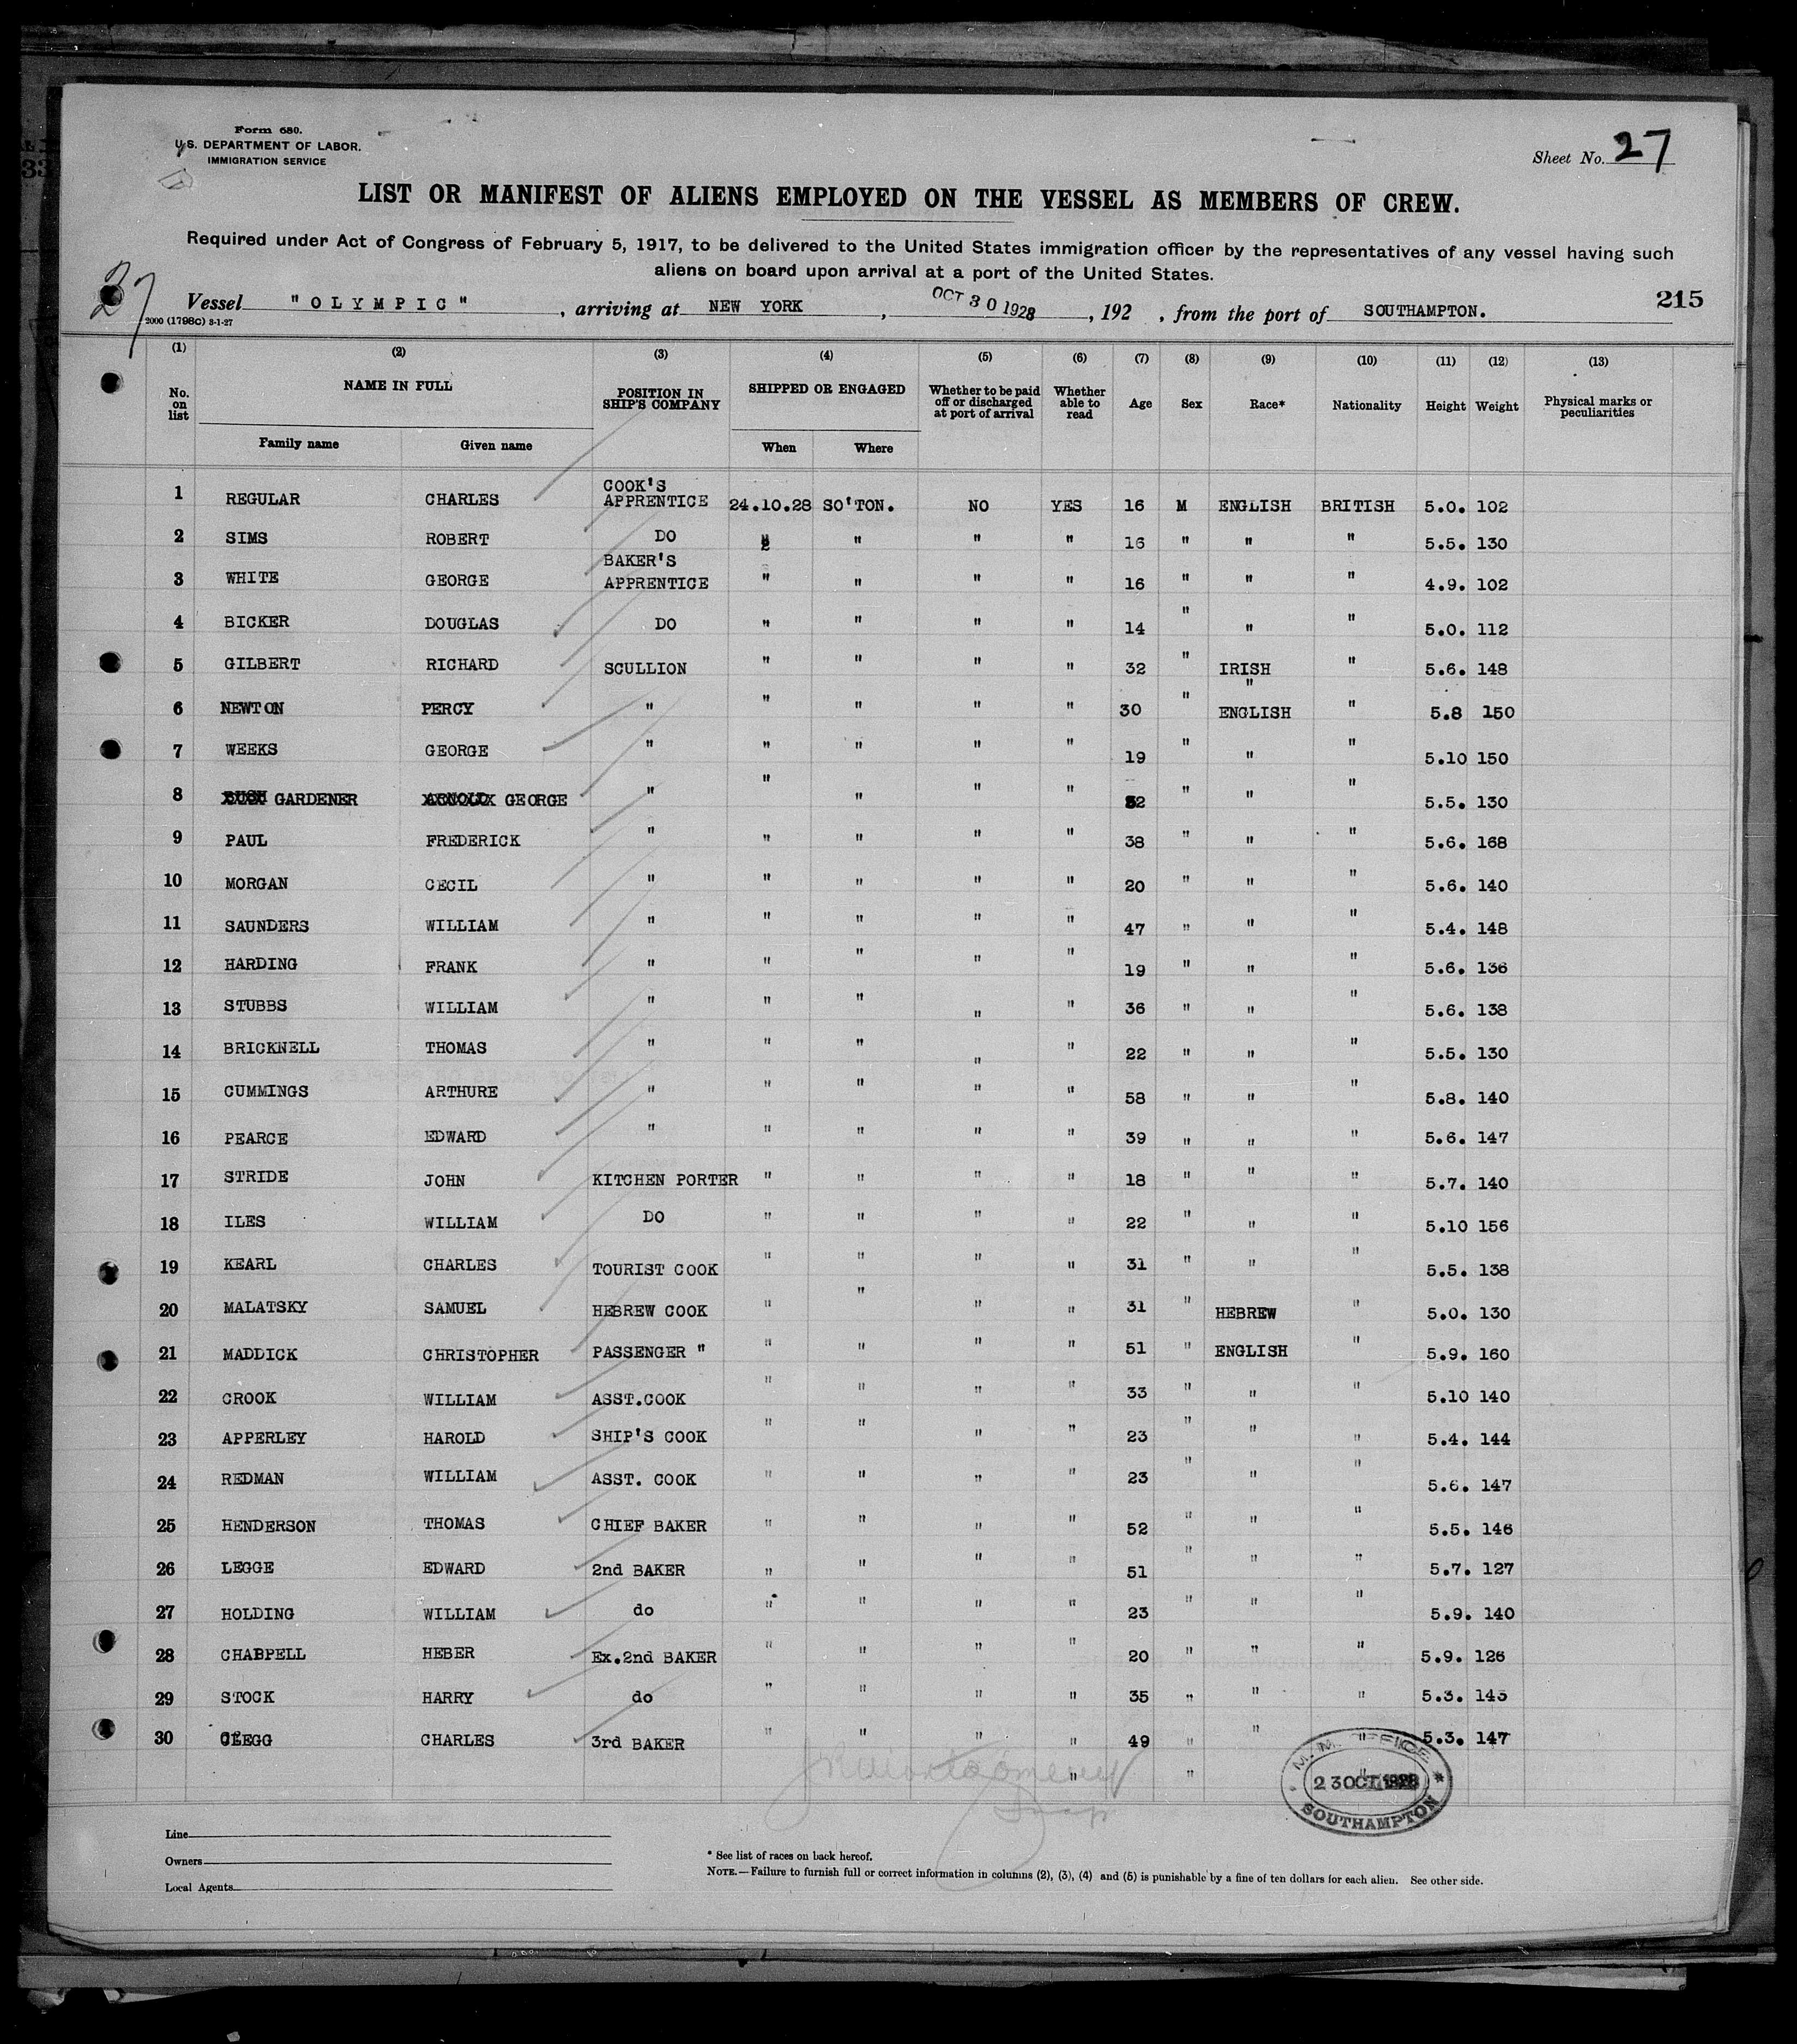 Form 680.
U.S. DEPARTMENT OF LABOR.
IMMIGRATION SERVICE
Sheet No. 27
LIST OR MANIFEST OF ALIENS EMPLOYED ON THE VESSEL AS MEMBERS OF CREW.
Required under Act of Congress of February 5, 1917, to be delivered to the United States immigration officer by the representatives of any vessel having such
aliens on board upon arrival at a port of the United States.
27
Vessel "OLYMPIC", arriving at NEW YORK, OCT 30 1928, 192 , from the port of SOUTHAMPTON. 215
2000 (1798c) 8-1-27
(1) (2) (3) (4) (5) (6) (7) (8) (9) (10) (11) (12) (13)
No. on list NAME IN FULL POSITION IN SHIP'S COMPANY SHIPPED OR ENGAGED Whether to be paid off or discharged at port of arrival Whether able to read Age Sex Race* Nationality Height Weight Physical marks or peculiarities
Family name Given name When Where
1 REGULAR CHARLES COOK'S APPRENTICE 24.10.28 SO'TON. NO YES 16 M ENGLISH BRITISH 5.0. 102
2 SIMS ROBERT DO " " " " 16 " " " 5.5. 130
3 WHITE GEORGE BAKER'S APPRENTICE " " " " 16 " " " 4.9. 102
4 BICKER DOUGLAS DO " " " " 14 " " " 5.0. 112
5 GILBERT RICHARD SCULLION " " " " 32 " IRISH " 5.6. 148
6 NEWTON PERCY " " " " " 30 " " ENGLISH " 5.8 150
7 WEEKS GEORGE " " " " " 19 " " " 5.10 150
8 BUSH GARDENER ARNOLD GEORGE " " " " " 52 " " " 5.5. 130
9 PAUL FREDERICK " " " " " 38 " " " 5.6. 168
10 MORGAN CECIL " " " " " 20 " " " 5.6. 140
11 SAUNDERS WILLIAM " " " " " 47 " " " 5.4. 148
12 HARDING FRANK " " " " " 19 " " " 5.6. 136
13 STUBBS WILLIAM " " " " " 36 " " " 5.6. 138
14 BRICKNELL THOMAS " " " " " 22 " " " 5.5. 130
15 CUMMINGS ARTHURE " " " " " 58 " " " 5.8. 140
16 PEARCE EDWARD " " " " " 39 " " " 5.6. 147
17 STRIDE JOHN KITCHEN PORTER " " " " 18 " " " 5.7. 140
18 ILES WILLIAM DO " " " " 22 " " " 5.10 156
19 KEARL CHARLES TOURIST COOK " " " " 31 " " " 5.5. 138
20 MALATSKY SAMUEL HEBREW COOK " " " " 31 " HEBREW " 5.0. 130
21 MADDICK CHRISTOPHER PASSENGER " " " " " 51 " ENGLISH " 5.9. 160
22 CROOK WILLIAM ASST.COOK " " " " 33 " " " 5.10 140
23 APPERLEY HAROLD SHIP'S COOK " " " " 23 " " " 5.4. 144
24 REDMAN WILLIAM ASST. COOK " " " " 23 " " " 5.6. 147
25 HENDERSON THOMAS CHIEF BAKER " " " " 52 " " " 5.5. 146
26 LEGGE EDWARD 2nd BAKER " " " " 51 " " " 5.7. 127
27 HOLDING WILLIAM do " " " " 23 " " " 5.9. 140
28 CHABPELL HEBER Ex.2nd BAKER " " " " 20 " " " 5.9. 126
29 STOCK HARRY do " " " " 35 " " " 5.3. 143
30 CLEGG CHARLES 3rd BAKER " " " " 49 " " " 5.3. 147
" " "
M.M. OFFICE
23 OCT 1928
SOUTHAMPTON
Line
Owners
Local Agents
* See list of races on back hereof.
NOTE.—Failure to furnish full or correct information in columns (2), (3), (4) and (5) is punishable by a fine of ten dollars for each alien. See other side.